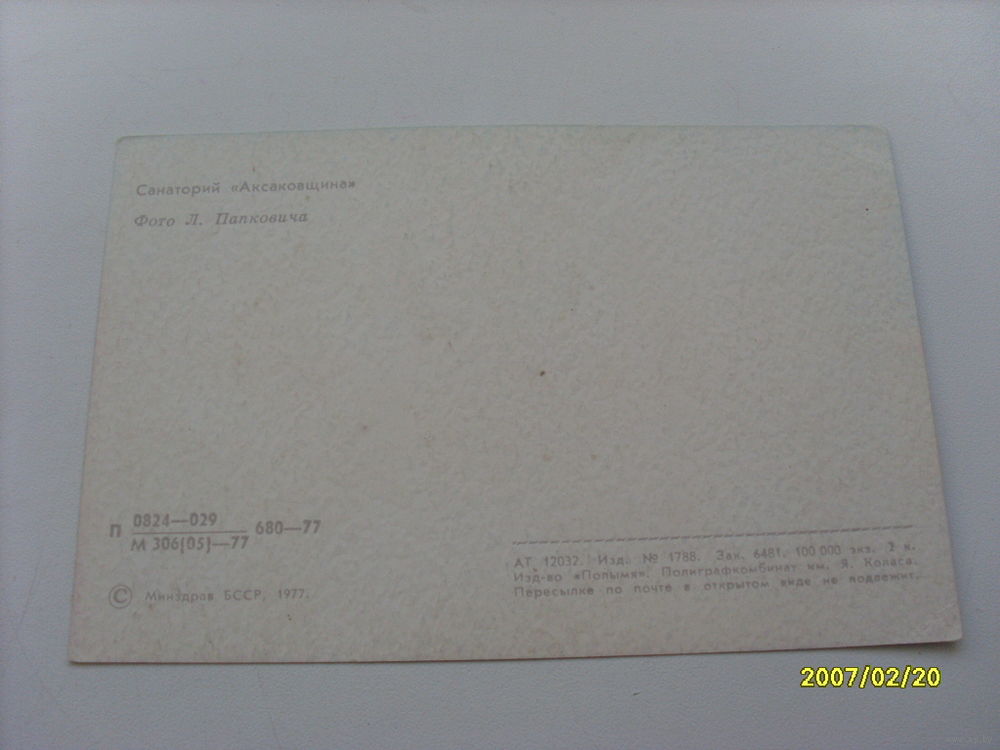 Санаторий «Аксаковщина»
Фото Л. Папковича
П 0824—029 680—77
М 306(05)—77
© Минздрав БССР, 1977.
АТ 12032. Изд. № 1788. Зак. 6481. 100 000 экз. 2 к.
Изд-во «Полымя». Полиграфкомбинат им. Я. Коласа.
Пересылке по почте в открытом виде не подлежит.
2007/02/20